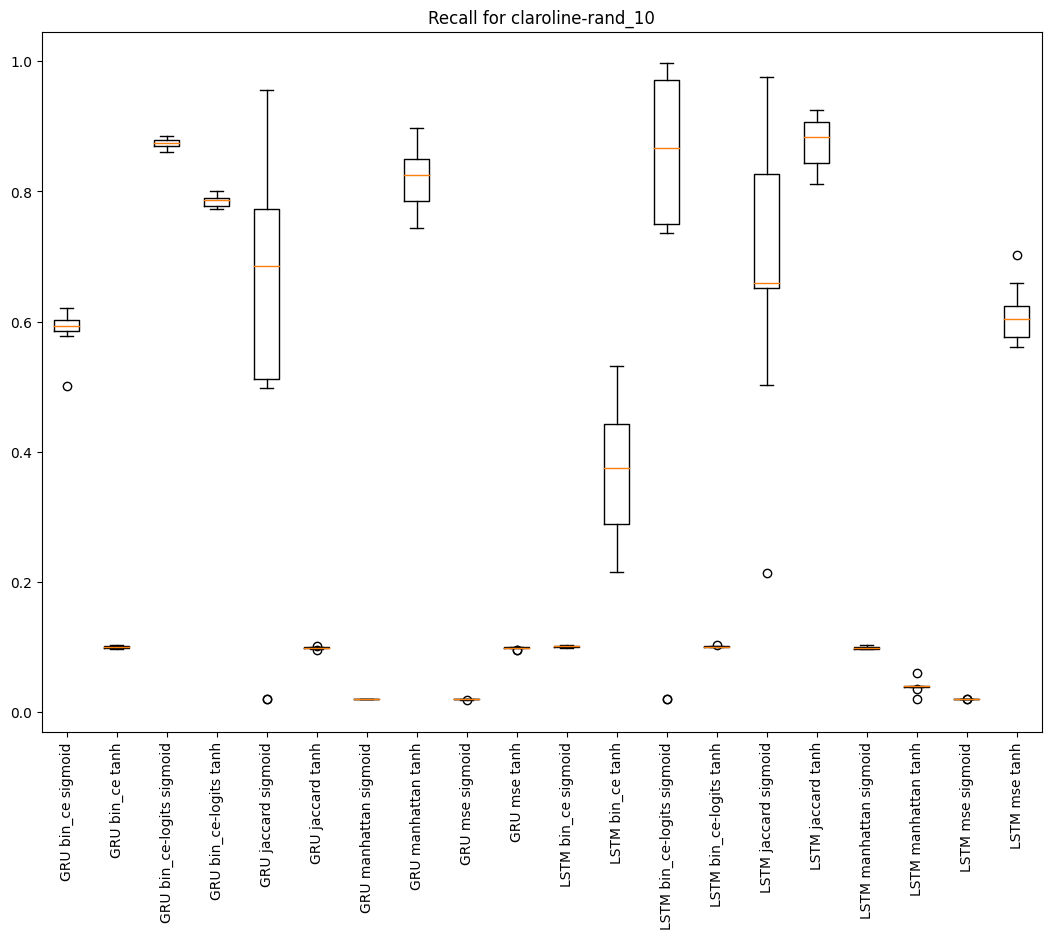 Recall for claroline-rand_10
1.0
0.8
0.6
0.4
0.2
0.0
GRU bin_ce sigmoid
GRU bin_ce tanh
GRU bin_ce-logits sigmoid
GRU bin_ce-logits tanh
GRU jaccard sigmoid
GRU jaccard tanh
GRU manhattan sigmoid
GRU manhattan tanh
GRU mse sigmoid
GRU mse tanh
LSTM bin_ce sigmoid
LSTM bin_ce tanh
LSTM bin_ce-logits sigmoid
LSTM bin_ce-logits tanh
LSTM jaccard sigmoid
LSTM jaccard tanh
LSTM manhattan sigmoid
LSTM manhattan tanh
LSTM mse sigmoid
LSTM mse tanh